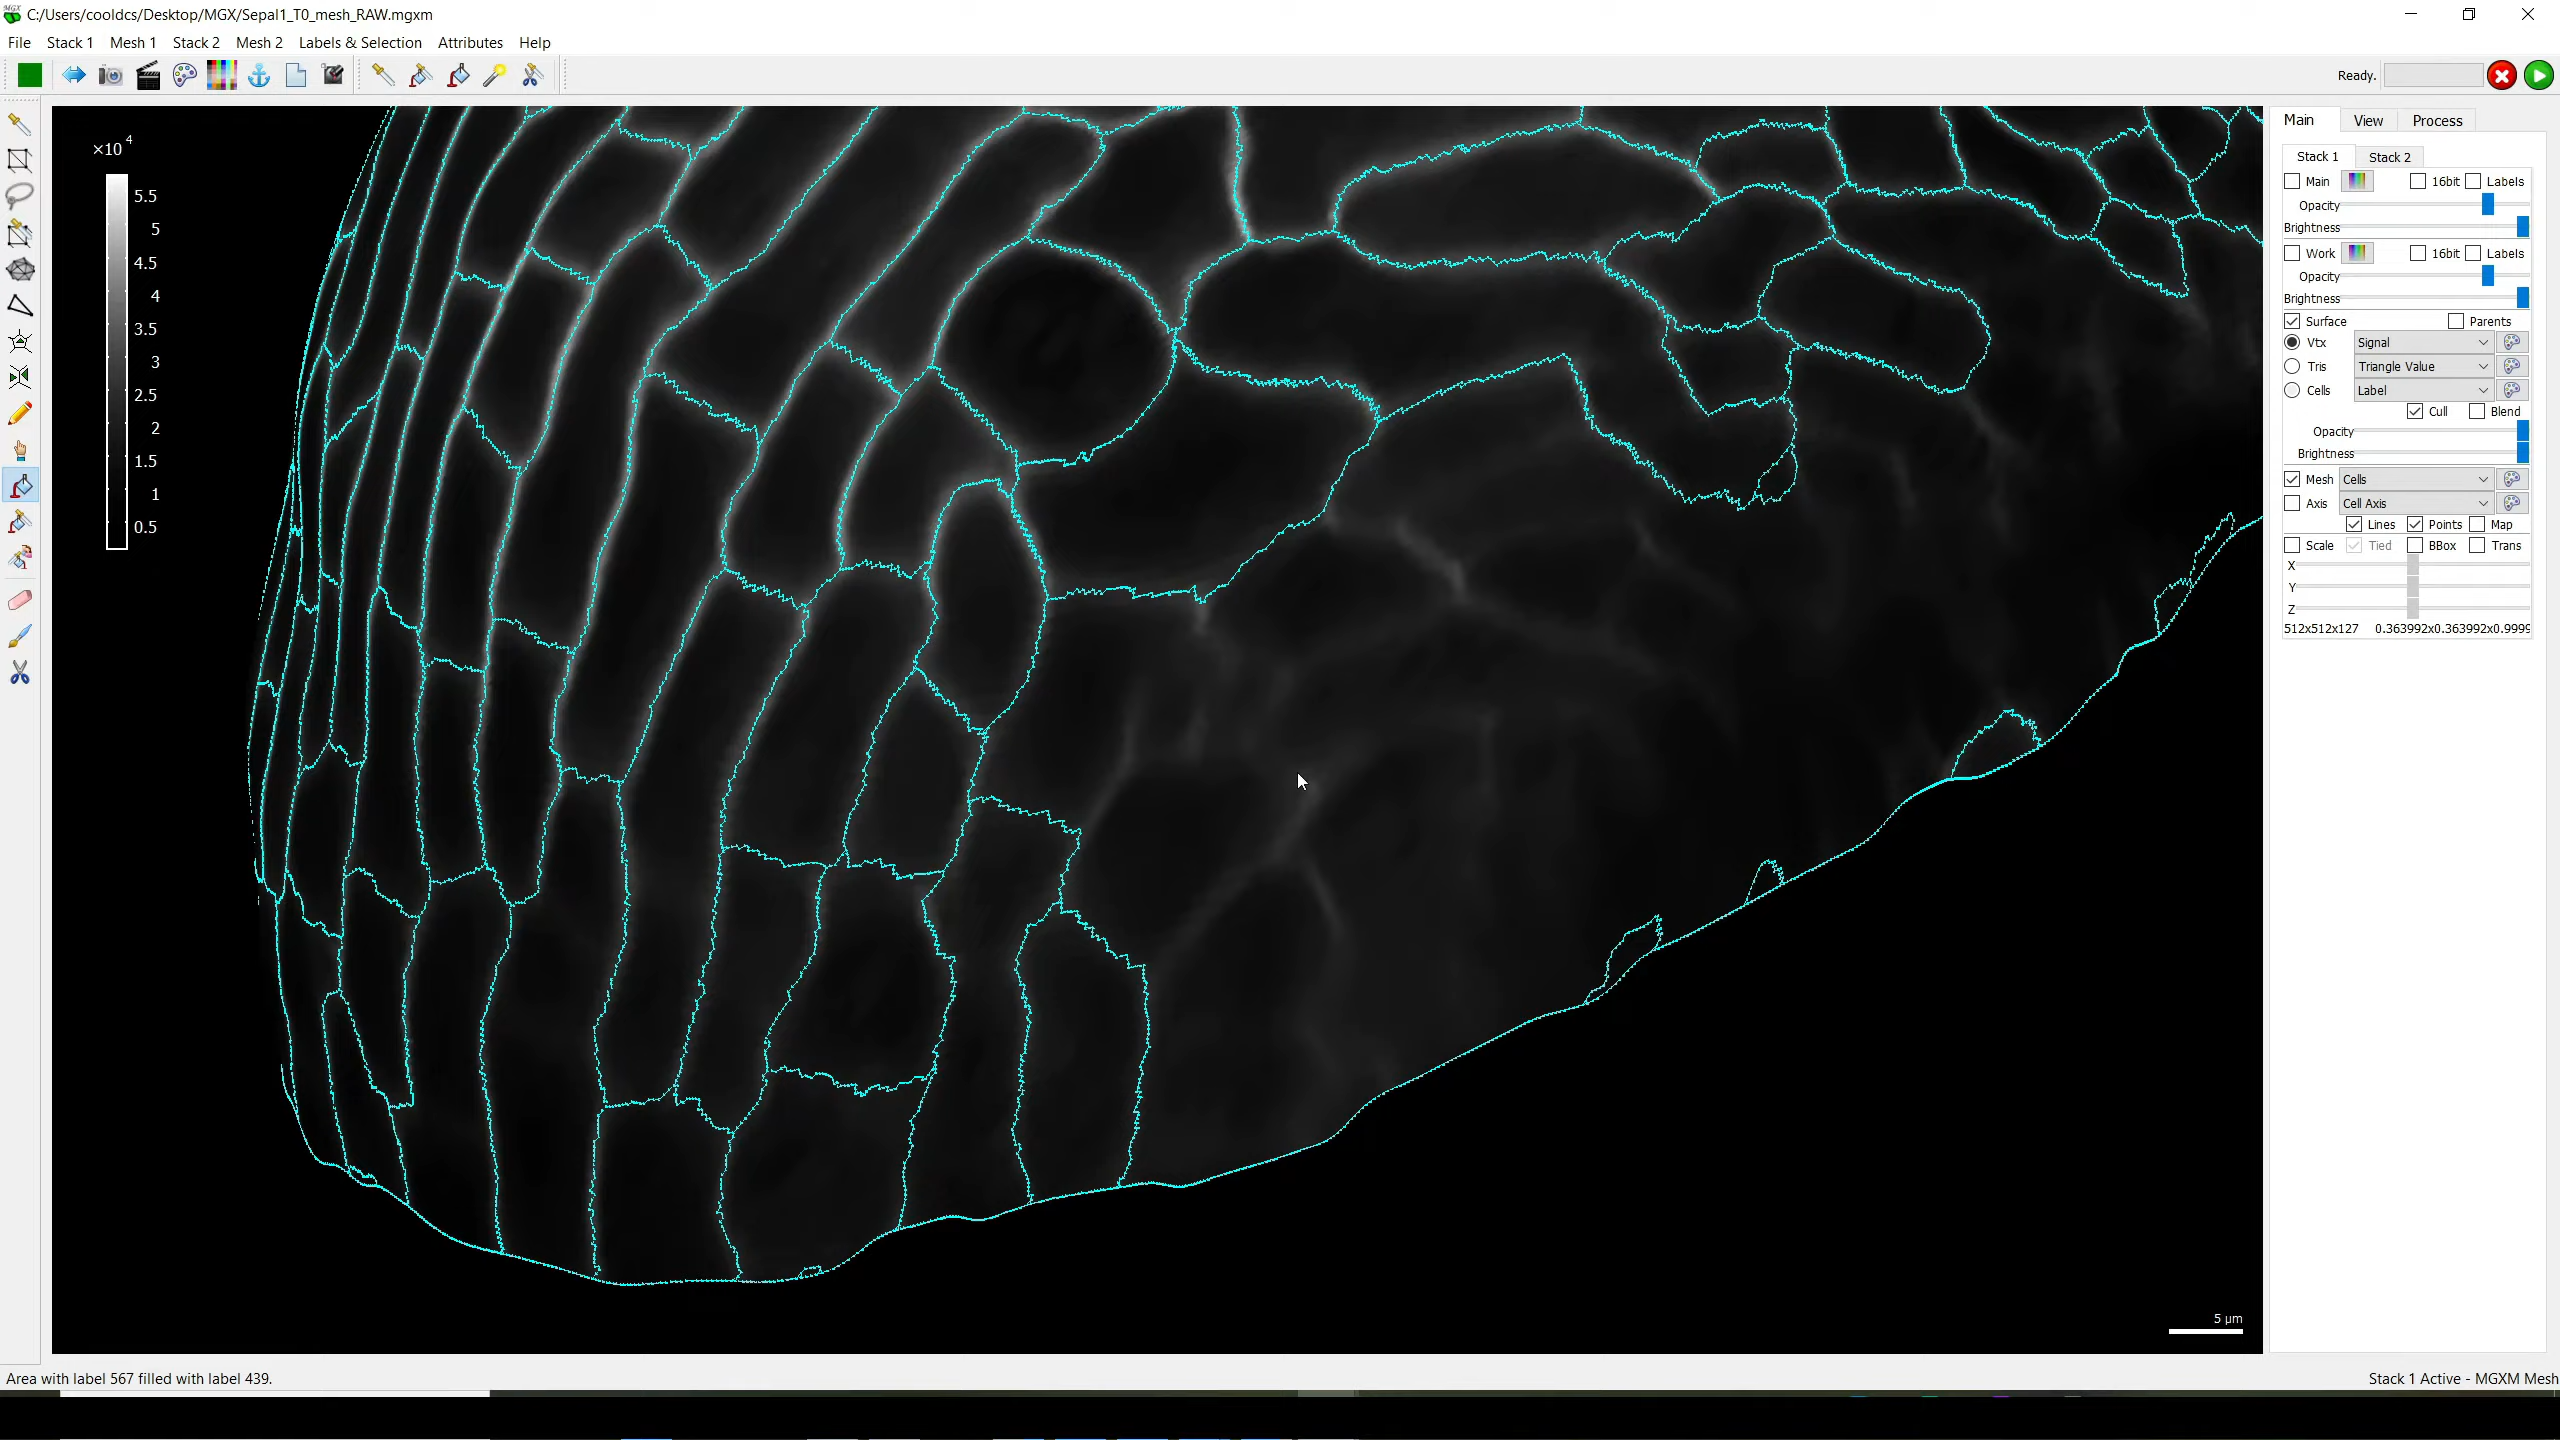 C:/Users/cooldcs/Desktop/MGX/Sepal1_T0_mesh_RAW.mgxm
File Stack 1 Mesh 1 Stack 2 Mesh 2 Labels & Selection Attributes Help
Ready.
Main View Process
Stack 1 Stack 2
Main 16bit Labels
Opacity
Brightness
Work 16bit Labels
Opacity
Brightness
Surface Parents
Vtx Signal
Tris Triangle Value
Cells Label
Cull Blend
Opacity
Brightness
Mesh Cells
Axis Cell Axis
Lines Points Map
Scale Tied BBox Trans
X
Y
Z
512x512x127 0.363992x0.363992x0.9999
×10 4
5.5
5
4.5
4
3.5
3
2.5
2
1.5
1
0.5
5 µm
Area with label 567 filled with label 439.
Stack 1 Active - MGXM Mesh